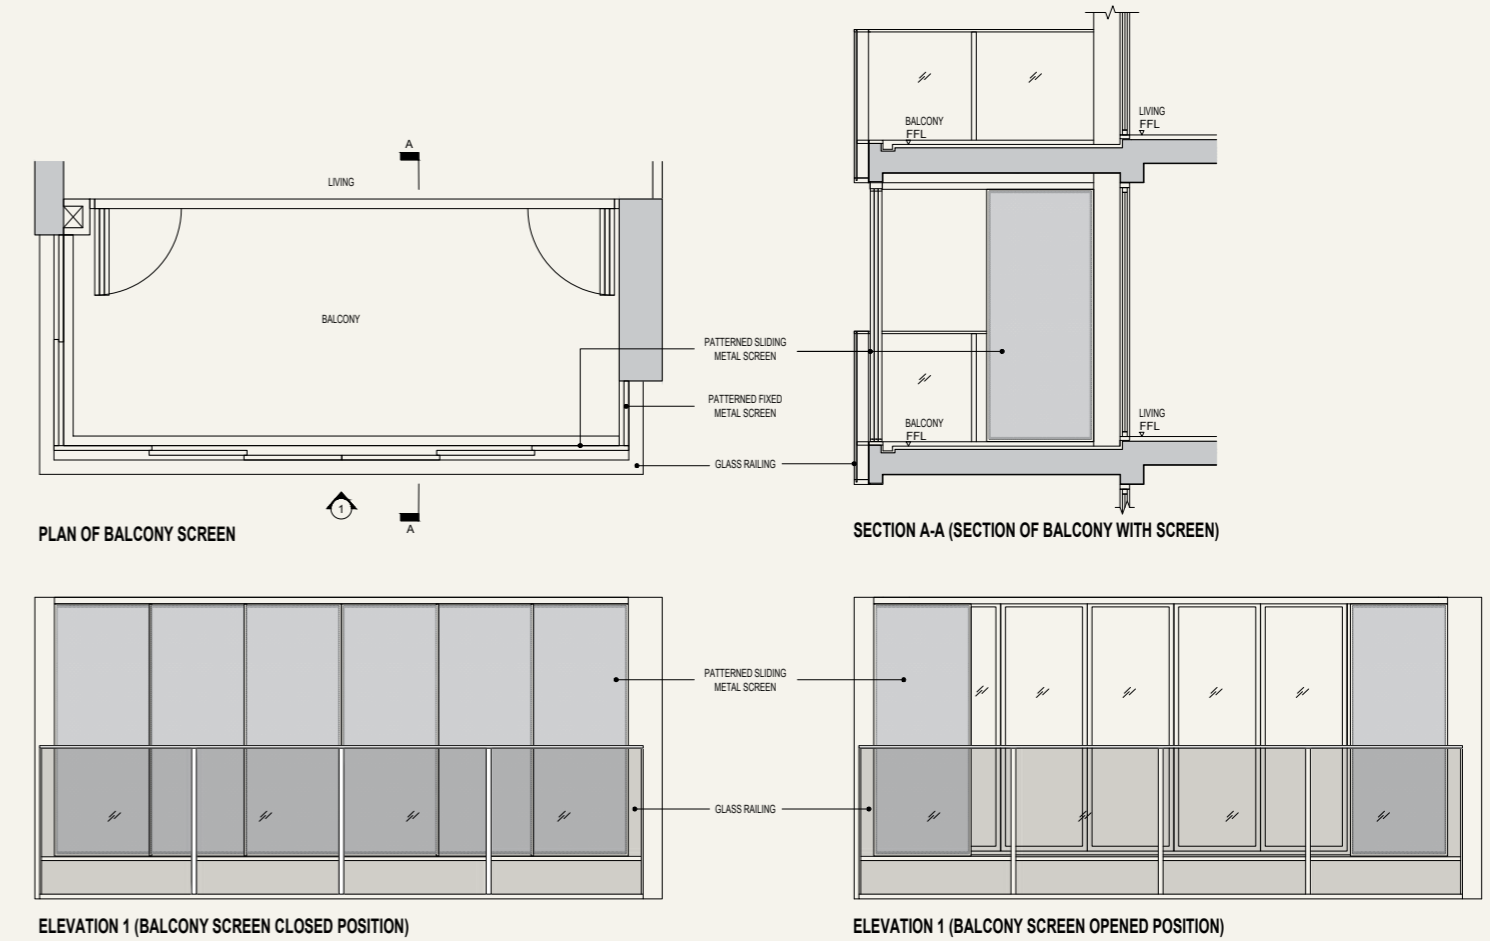 A
LIVING
BALCONY
A
1
PLAN OF BALCONY SCREEN
PATTERNED SLIDING
METAL SCREEN
PATTERNED FIXED
METAL SCREEN
GLASS RAILING
BALCONY
FFL
LIVING
FFL
BALCONY
FFL
LIVING
FFL
SECTION A-A (SECTION OF BALCONY WITH SCREEN)
PATTERNED SLIDING
METAL SCREEN
GLASS RAILING
ELEVATION 1 (BALCONY SCREEN CLOSED POSITION)
ELEVATION 1 (BALCONY SCREEN OPENED POSITION)